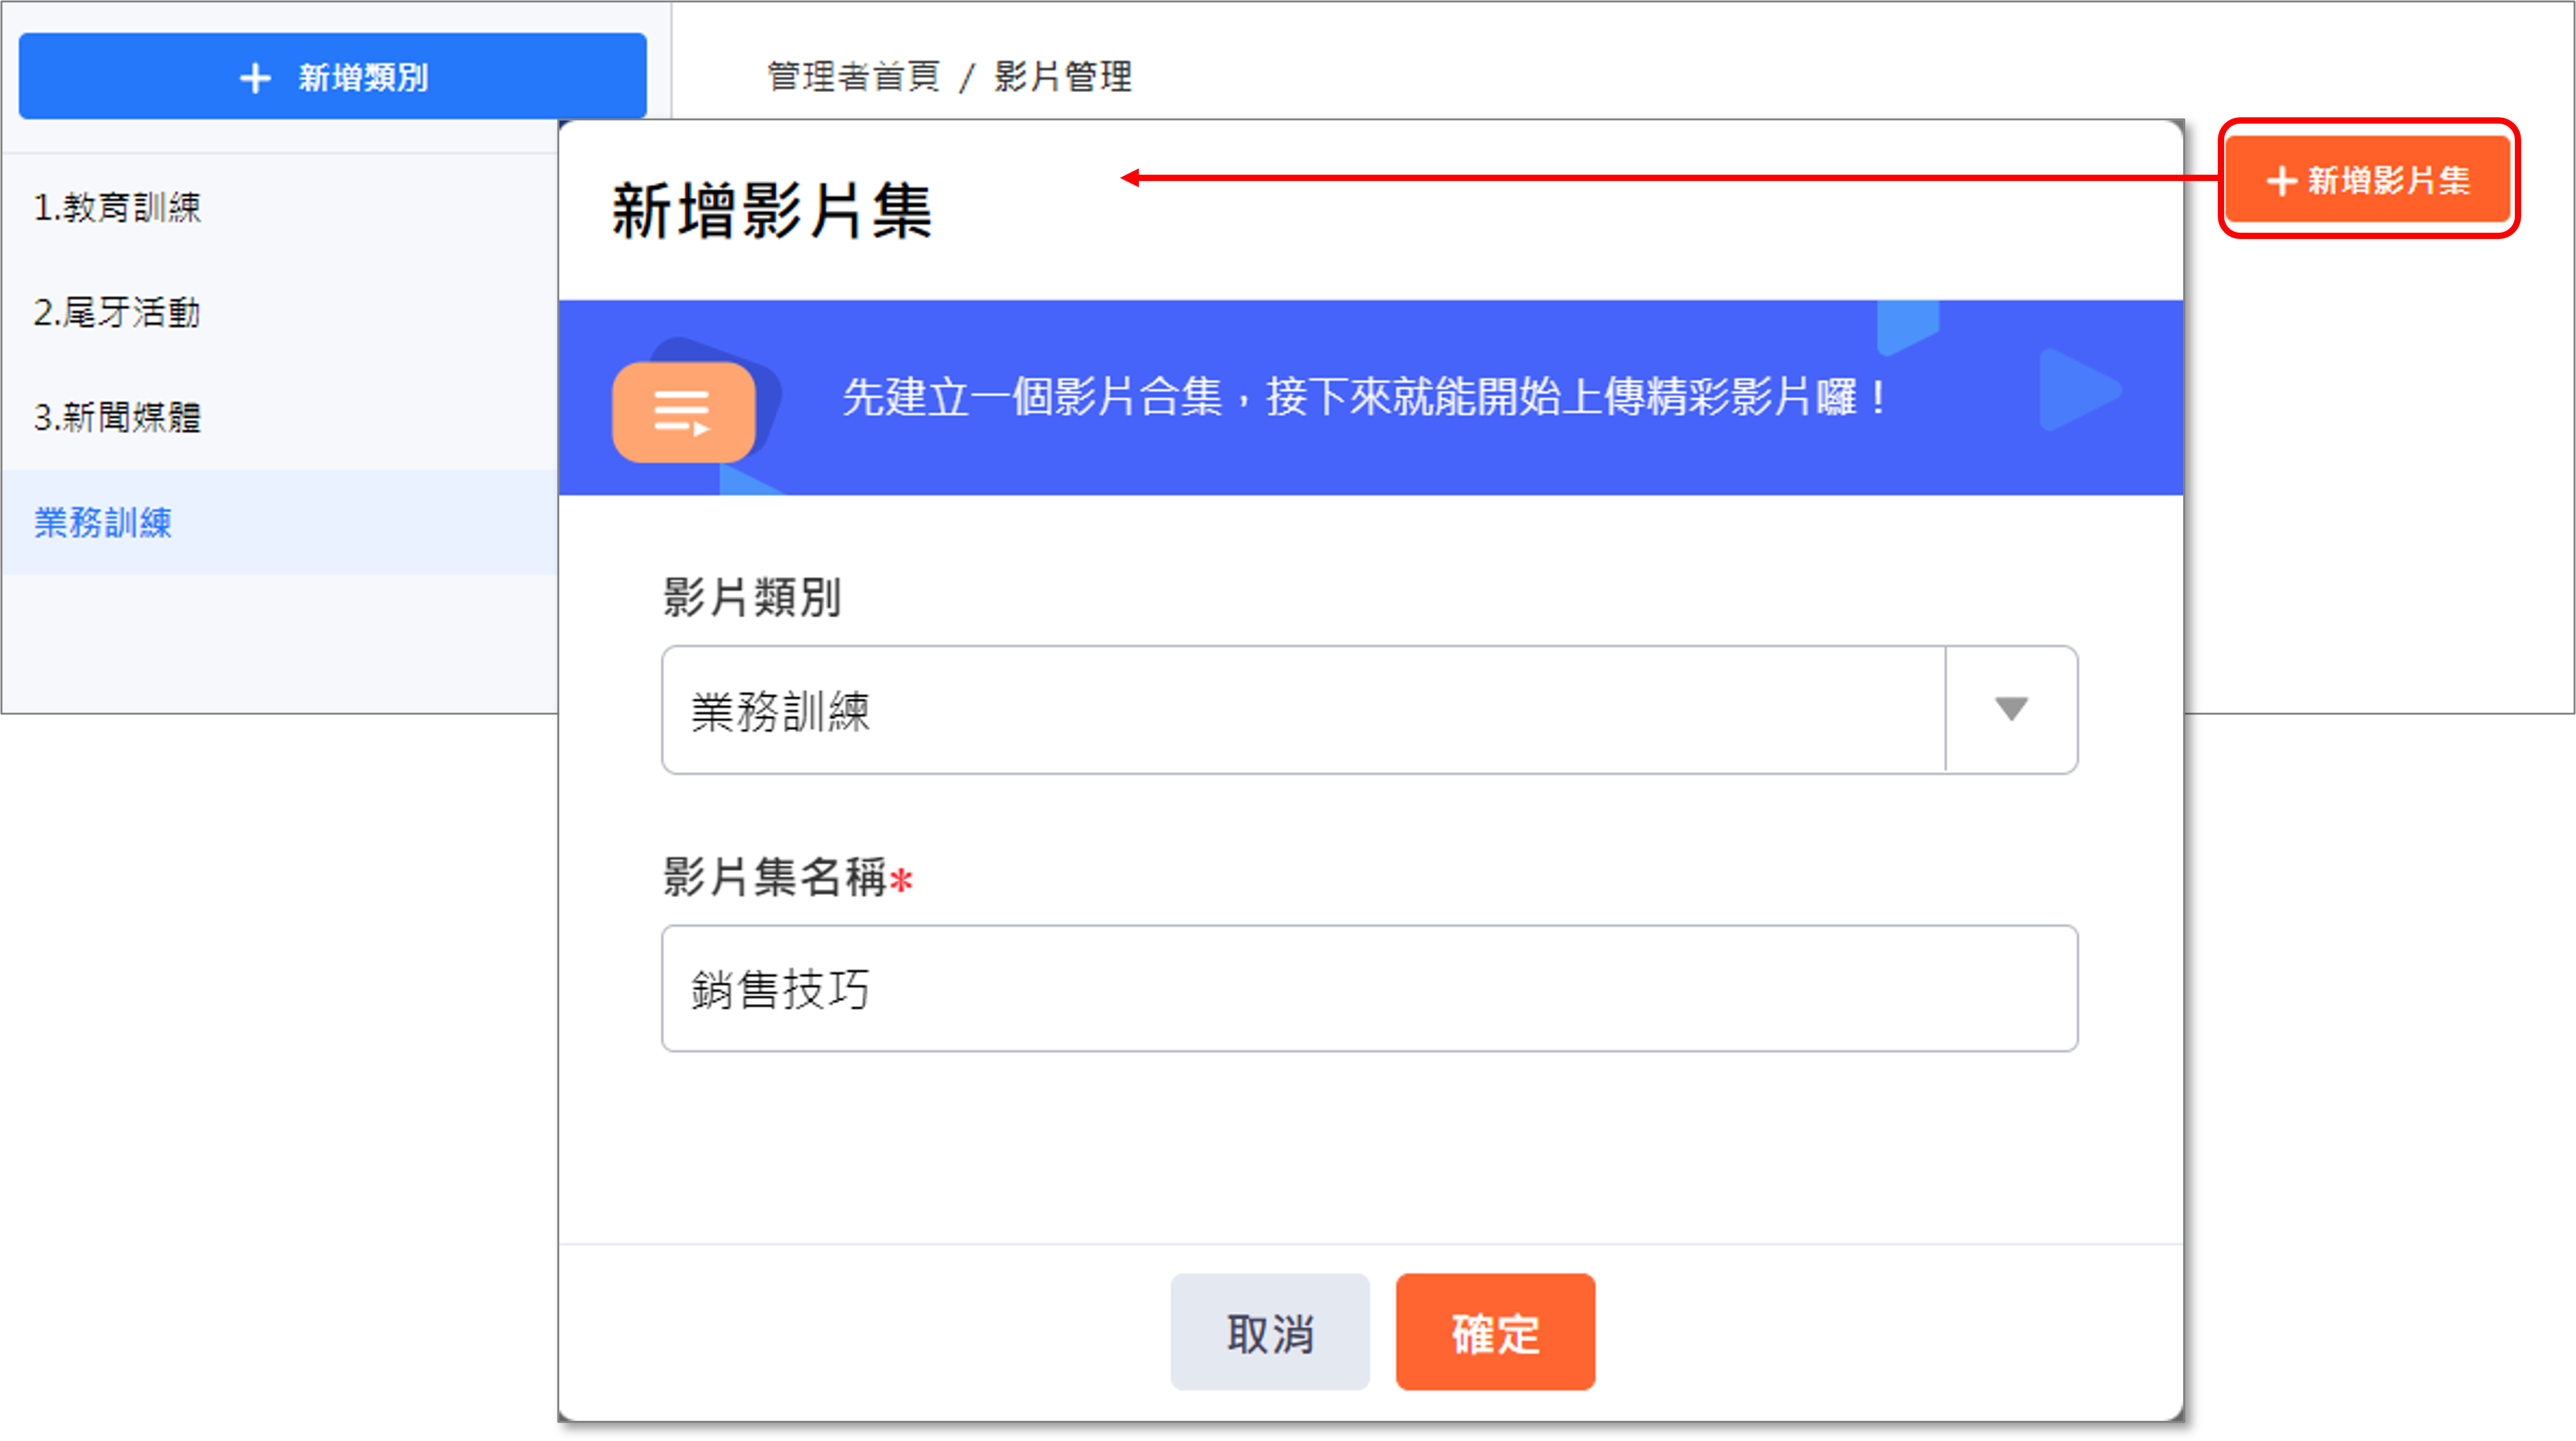 新增類別
管理者首頁 / 影片管理
新增影片集
1.教育訓練
2.尾牙活動
3.新聞媒體
業務訓練
新增影片集
先建立一個影片合集，接下來就能開始上傳精彩影片囉！
影片類別
業務訓練
影片集名稱*
銷售技巧
取消
確定